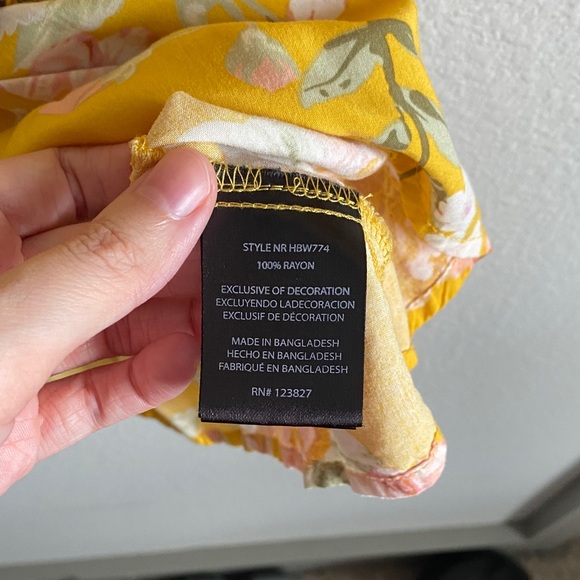 STYLE NR HBW774
100% RAYON
EXCLUSIVE OF DECORATION
EXCLUYENDO LADECORACION
EXCLUSIF DE DÉCORATION
MADE IN BANGLADESH
HECHO EN BANGLADESH
FABRIQUÉ EN BANGLADESH
RN# 123827